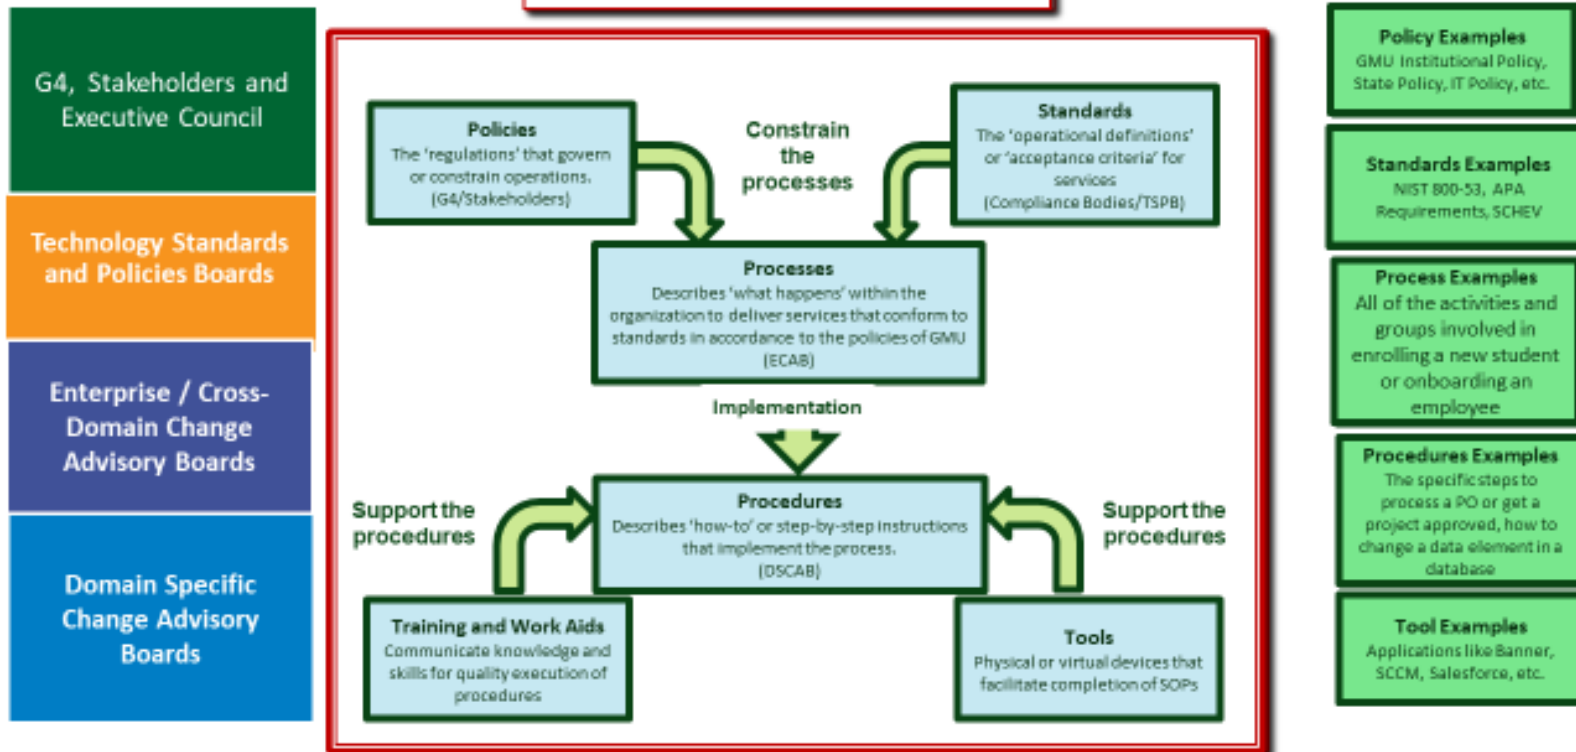 G4, Stakeholders and
Executive Council
Technology Standards
and Policies Boards
Enterprise / Cross-
Domain Change
Advisory Boards
Domain Specific
Change Advisory
Boards
Policies
The ‘regulations’ that govern
or constrain operations.
(G4/Stakeholders)
Constrain
the
processes
Standards
The ‘operational definitions’
or ‘acceptance criteria’ for
services
(Compliance Bodies/TSPB)
Processes
Describes ‘what happens’ within the
organization to deliver services that conform to
standards in accordance to the policies of GMU
(ECAB)
Implementation
Support the
procedures
Procedures
Describes ‘how-to’ or step-by-step instructions
that implement the process.
(DSCAB)
Support the
procedures
Training and Work Aids
Communicate knowledge and
skills for quality execution of
procedures
Tools
Physical or virtual devices that
facilitate completion of SOPs
Policy Examples
GMU Institutional Policy,
State Policy, IT Policy, etc.
Standards Examples
NIST 800-53, APA
Requirements, SCHEV
Process Examples
All of the activities and
groups involved in
enrolling a new student
or onboarding an
employee
Procedures Examples
The specific steps to
process a PO or get a
project approved, how to
change a data element in a
database
Tool Examples
Applications like Banner,
SCCM, Salesforce, etc.